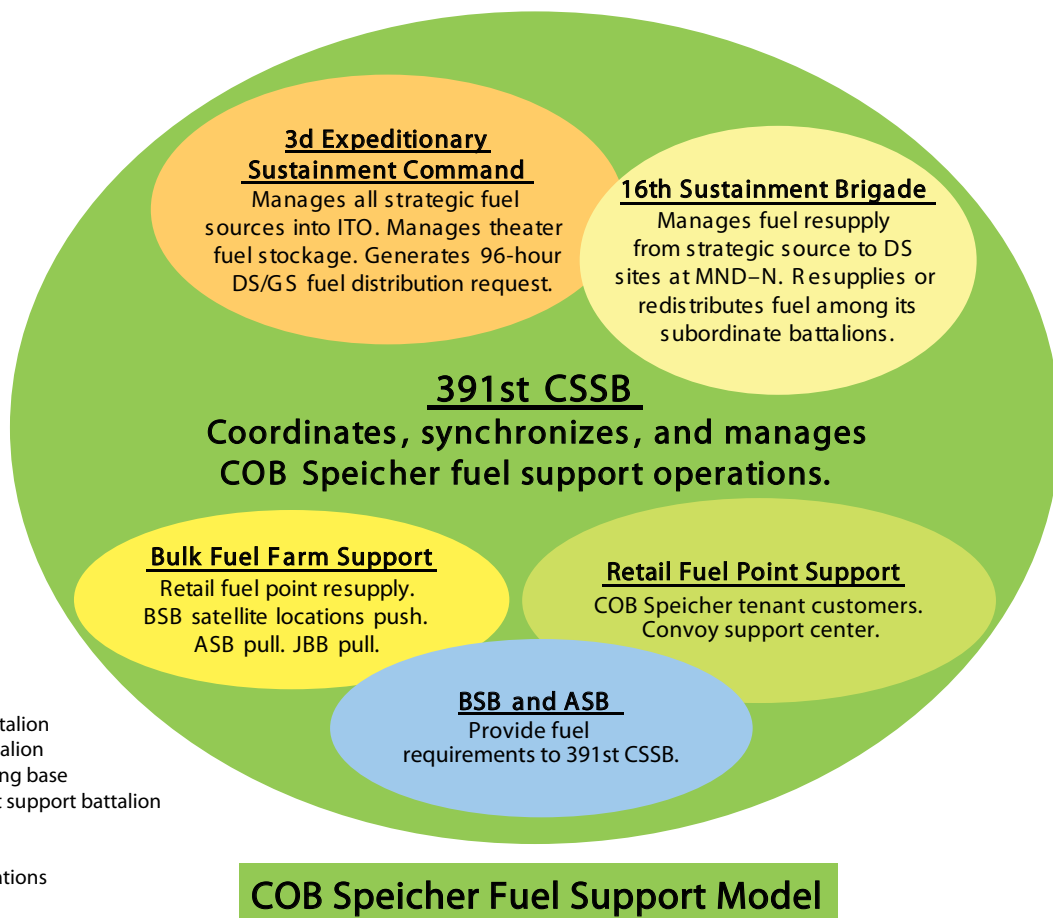 3d Expeditionary
Sustainment Command
Manages all strategic fuel
sources into ITO. Manages theater
fuel stockage. Generates 96-hour
DS/GS fuel distribution request.
16th Sustainment Brigade
Manages fuel resupply
from strategic source to DS
sites at MND–N. Resupplies or
redistributes fuel among its
subordinate battalions.
391st CSSB
Coordinates, synchronizes, and manages
COB Speicher fuel support operations.
Bulk Fuel Farm Support
Retail fuel point resupply.
BSB satellite locations push.
ASB pull. JBB pull.
Retail Fuel Point Support
COB Speicher tenant customers.
Convoy support center.
BSB and ASB
Provide fuel
requirements to 391st CSSB.
support battalion
COB Speicher Fuel Support Model